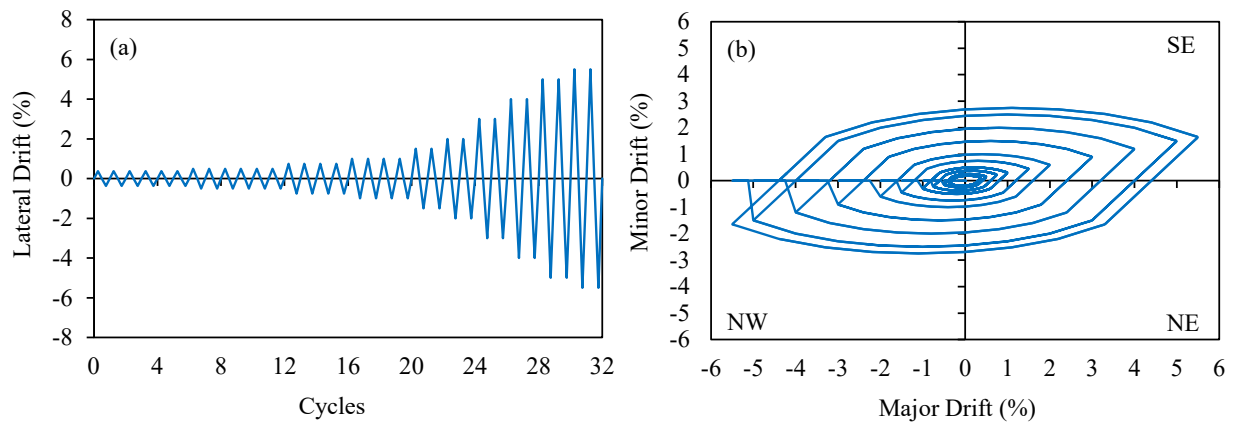 (a)
Lateral Drift (%)
8
6
4
2
0
-2
-4
-6
-8
0 4 8 12 16 20 24 28 32
Cycles
(b)
SE
NW
NE
Minor Drift (%)
6
5
4
3
2
1
0
-1
-2
-3
-4
-5
-6
-6 -5 -4 -3 -2 -1 0 1 2 3 4 5 6
Major Drift (%)